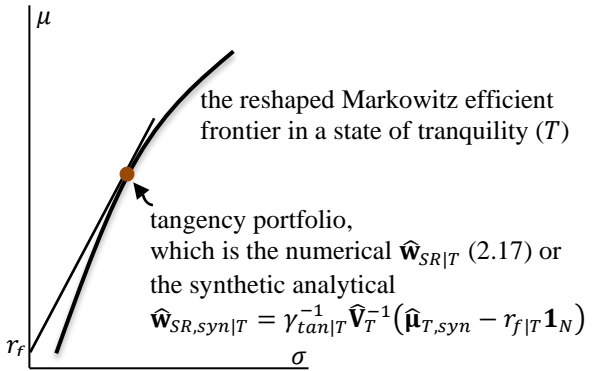 μ
the reshaped Markowitz efficient
frontier in a state of tranquility (T)
tangency portfolio,
which is the numerical ŵ_{SR|T} (2.17) or
the synthetic analytical
ŵ_{SR,syn|T} = γ_{tan|T}^{-1} V̂_T^{-1}(μ̂_{T,syn} − r_{f|T} 1_N)
r_f
σ